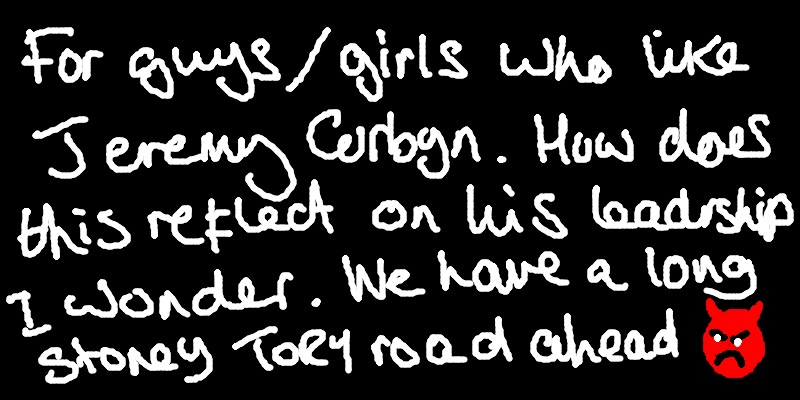 For guys/girls who like
Jeremy Corbyn. How does
this reflect on his leadrship
I wonder. We have a long
stoney TORY road ahead